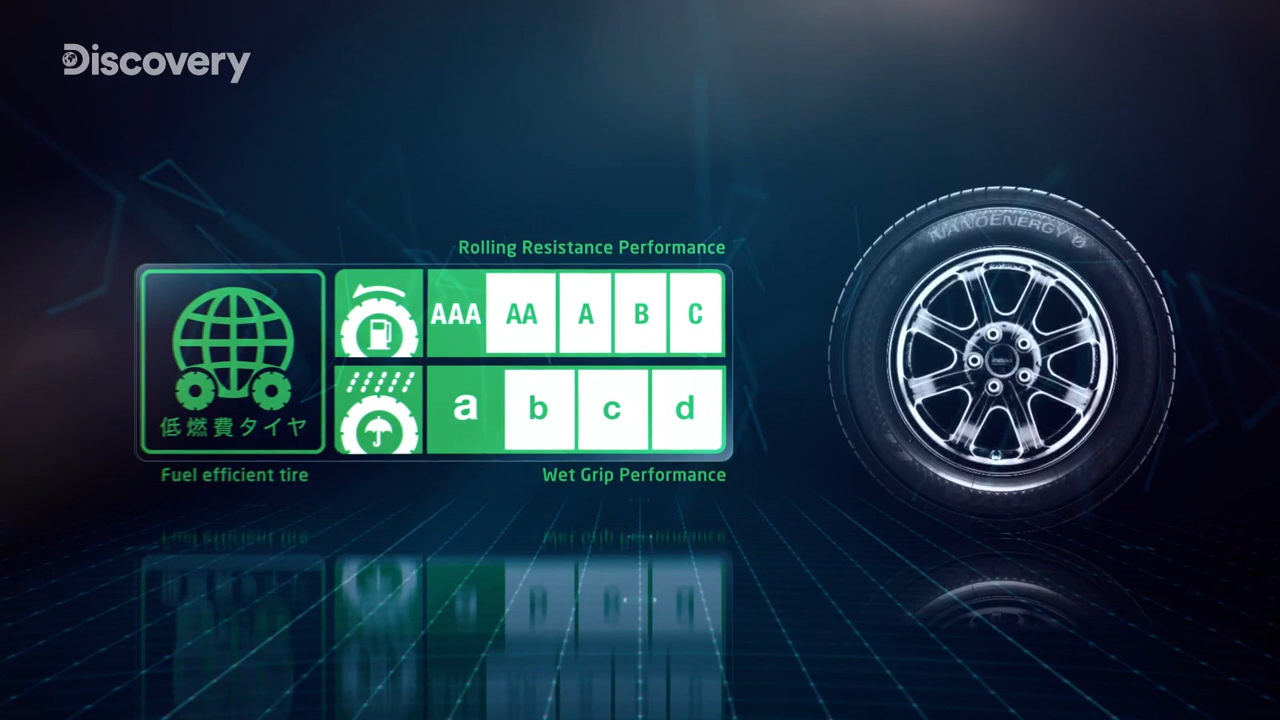 Discovery
Rolling Resistance Performance
AAA AA A B C
a b c d
低燃費タイヤ
Fuel efficient tire
Wet Grip Performance
NANOENERGY 0